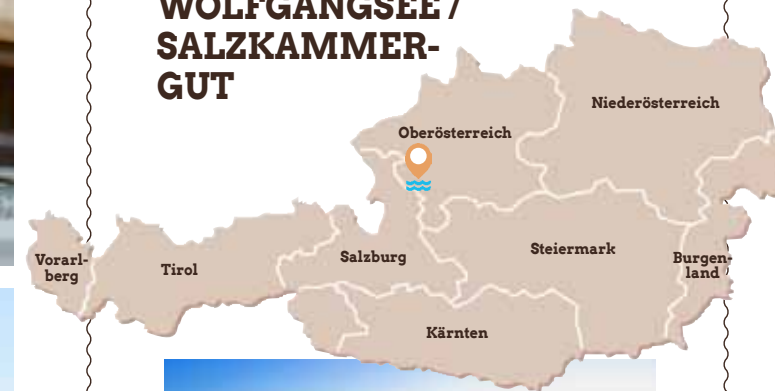 WOLFGANGSEE /
SALZKAMMER-
GUT
Niederösterreich
Oberösterreich
Vorarl-
berg
Tirol
Salzburg
Steiermark
Burgen-
land
Kärnten